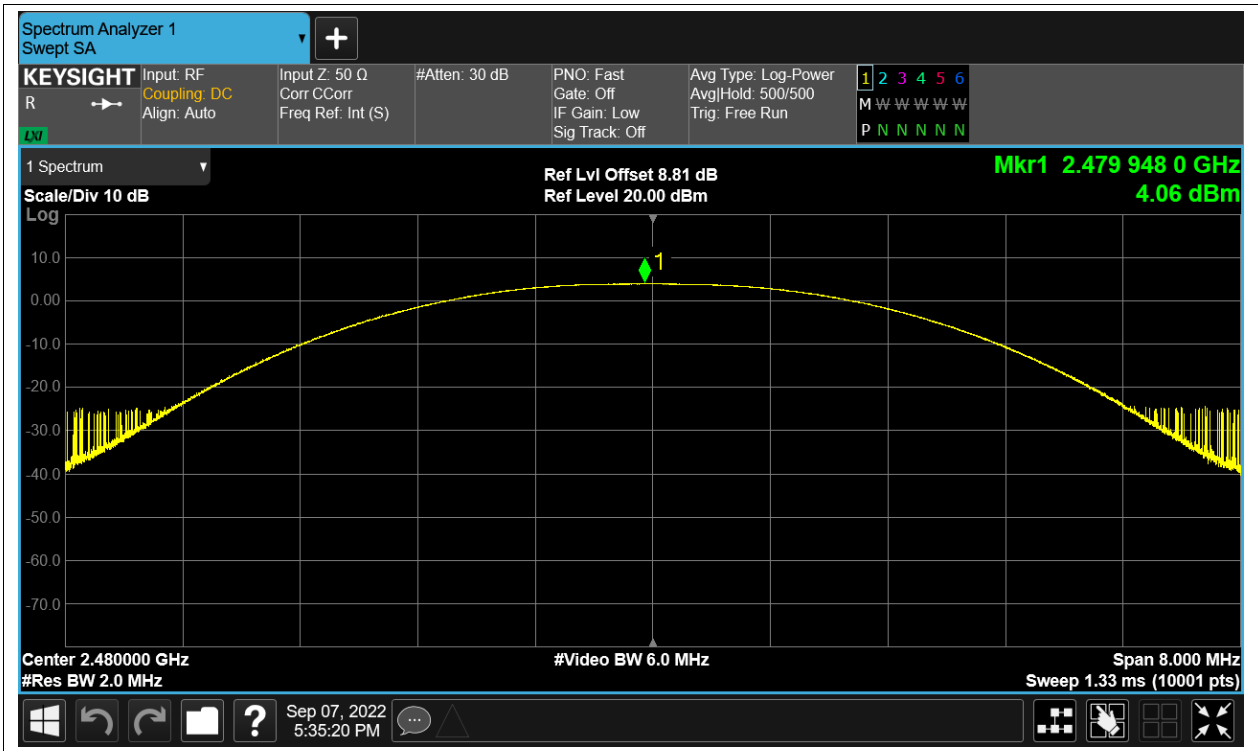 Spectrum Analyzer 1
Swept SA
KEYSIGHT
R
LXI
Input: RF
Coupling: DC
Align: Auto
Input Z: 50 Ω
Corr CCorr
Freq Ref: Int (S)
#Atten: 30 dB
PNO: Fast
Gate: Off
IF Gain: Low
Sig Track: Off
Avg Type: Log-Power
Avg|Hold: 500/500
Trig: Free Run
1 2 3 4 5 6
M W W W W W
P N N N N N
1 Spectrum
Scale/Div 10 dB
Log
Ref Lvl Offset 8.81 dB
Ref Level 20.00 dBm
Mkr1 2.479 948 0 GHz
4.06 dBm
1
10.0
0.00
-10.0
-20.0
-30.0
-40.0
-50.0
-60.0
-70.0
Center 2.480000 GHz
#Res BW 2.0 MHz
#Video BW 6.0 MHz
Span 8.000 MHz
Sweep 1.33 ms (10001 pts)
?
Sep 07, 2022
5:35:20 PM